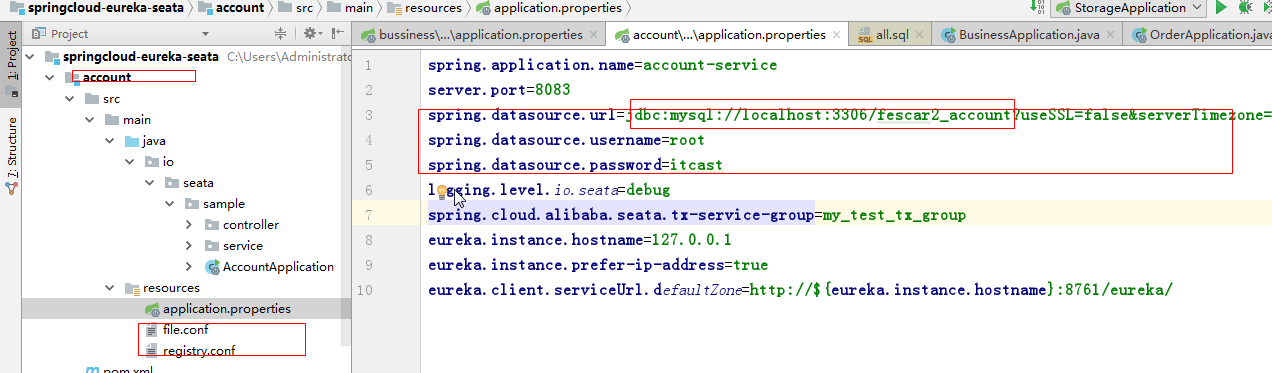 springcloud-eureka-seata account src main resources application.properties StorageApplication
Project
bussiness\...\application.properties account\...\application.properties all.sql BusinessApplication.java OrderApplication.java
1: Project
7: Structure
springcloud-eureka-seata C:\Users\Administrato
account
src
main
java
io
seata
sample
controller
service
AccountApplication
resources
application.properties
file.conf
registry.conf
pom.xml
1 spring.application.name=account-service
2 server.port=8083
3 spring.datasource.url=jdbc:mysql://localhost:3306/fescar2_account?useSSL=false&serverTimezone=
4 spring.datasource.username=root
5 spring.datasource.password=itcast
6 logging.level.io.seata=debug
7 spring.cloud.alibaba.seata.tx-service-group=my_test_tx_group
8 eureka.instance.hostname=127.0.0.1
9 eureka.instance.prefer-ip-address=true
10 eureka.client.serviceUrl.defaultZone=http://${eureka.instance.hostname}:8761/eureka/